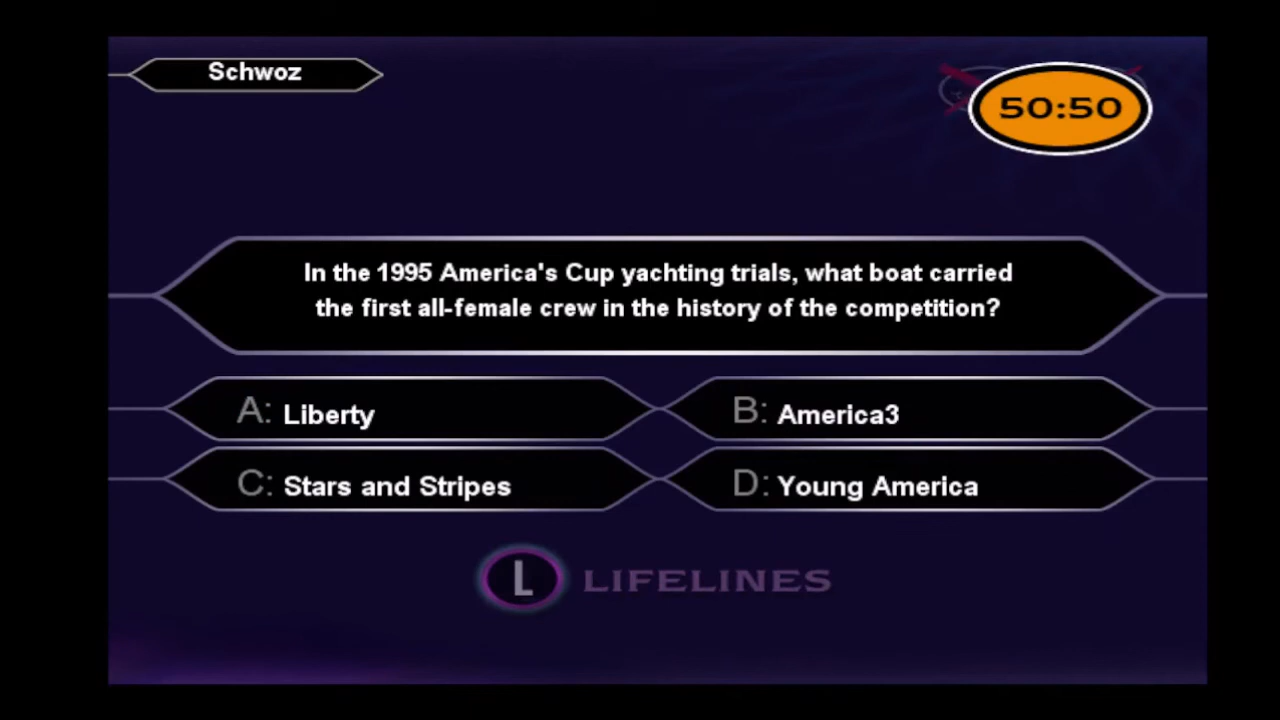 Schwoz
50:50
In the 1995 America's Cup yachting trials, what boat carried
the first all-female crew in the history of the competition?
A: Liberty
B: America3
C: Stars and Stripes
D: Young America
L LIFELINES